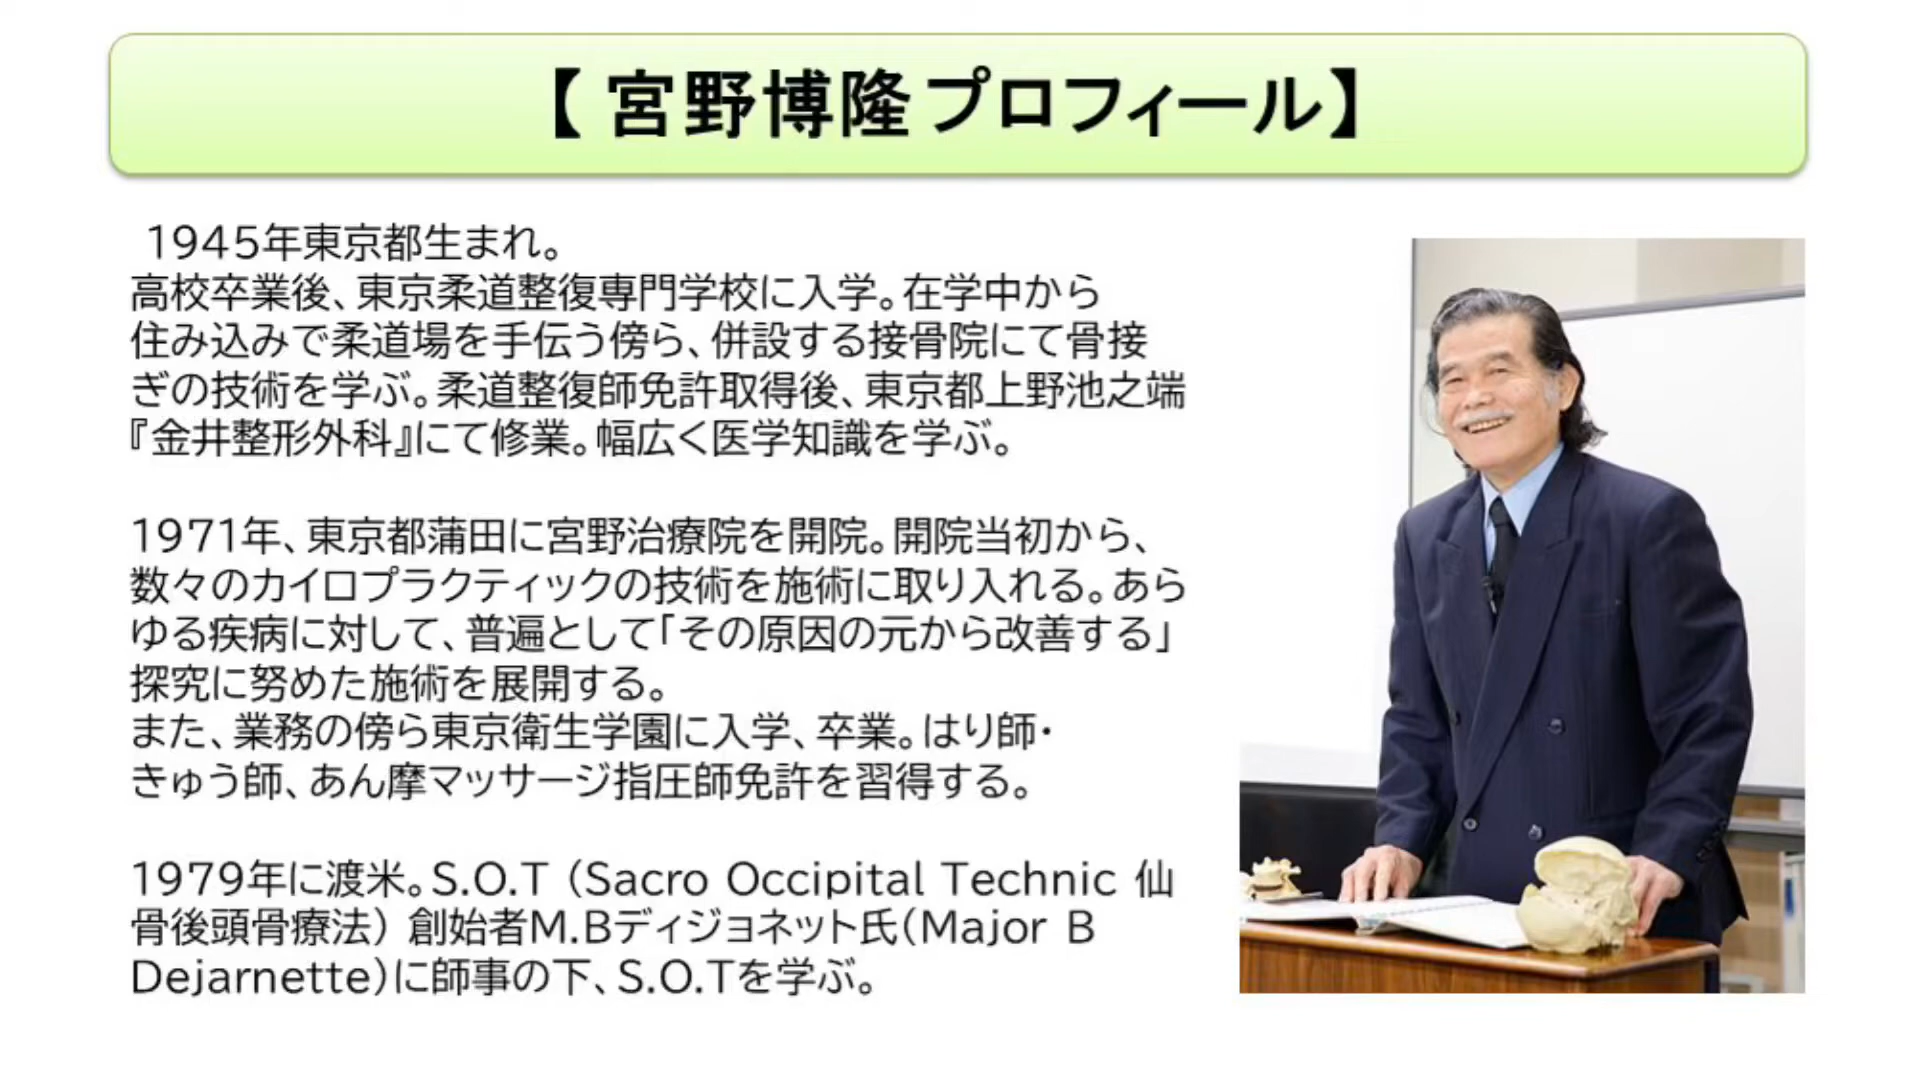 【 宮野博隆プロフィール】
1945年東京都生まれ。
高校卒業後、東京柔道整復専門学校に入学。在学中から
住み込みで柔道場を手伝う傍ら、併設する接骨院にて骨接
ぎの技術を学ぶ。柔道整復師免許取得後、東京都上野池之端
『金井整形外科』にて修業。幅広く医学知識を学ぶ。
1971年、東京都蒲田に宮野治療院を開院。開院当初から、
数々のカイロプラクティックの技術を施術に取り入れる。あら
ゆる疾病に対して、普遍として「その原因の元から改善する」
探究に努めた施術を展開する。
また、業務の傍ら東京衛生学園に入学、卒業。はり師・
きゅう師、あん摩マッサージ指圧師免許を習得する。
1979年に渡米。S.O.T（Sacro Occipital Technic 仙
骨後頭骨療法） 創始者M.Bディジョネット氏（Major B
Dejarnette）に師事の下、S.O.Tを学ぶ。